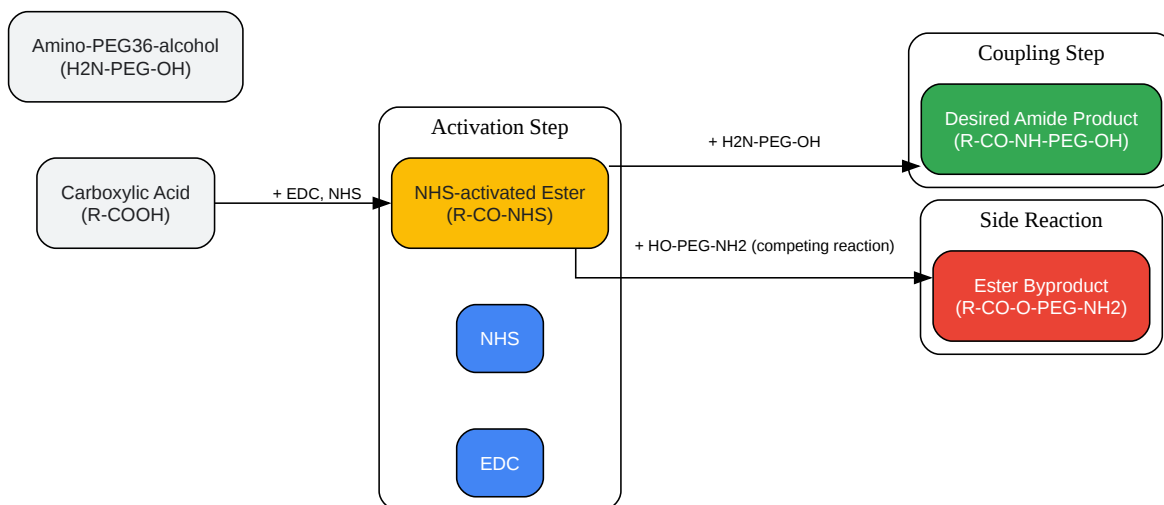 Amino-PEG36-alcohol
(H2N-PEG-OH)
Carboxylic Acid
(R-COOH)
+ EDC, NHS
Activation Step
NHS-activated Ester
(R-CO-NHS)
NHS
EDC
+ H2N-PEG-OH
+ HO-PEG-NH2 (competing reaction)
Coupling Step
Desired Amide Product
(R-CO-NH-PEG-OH)
Side Reaction
Ester Byproduct
(R-CO-O-PEG-NH2)